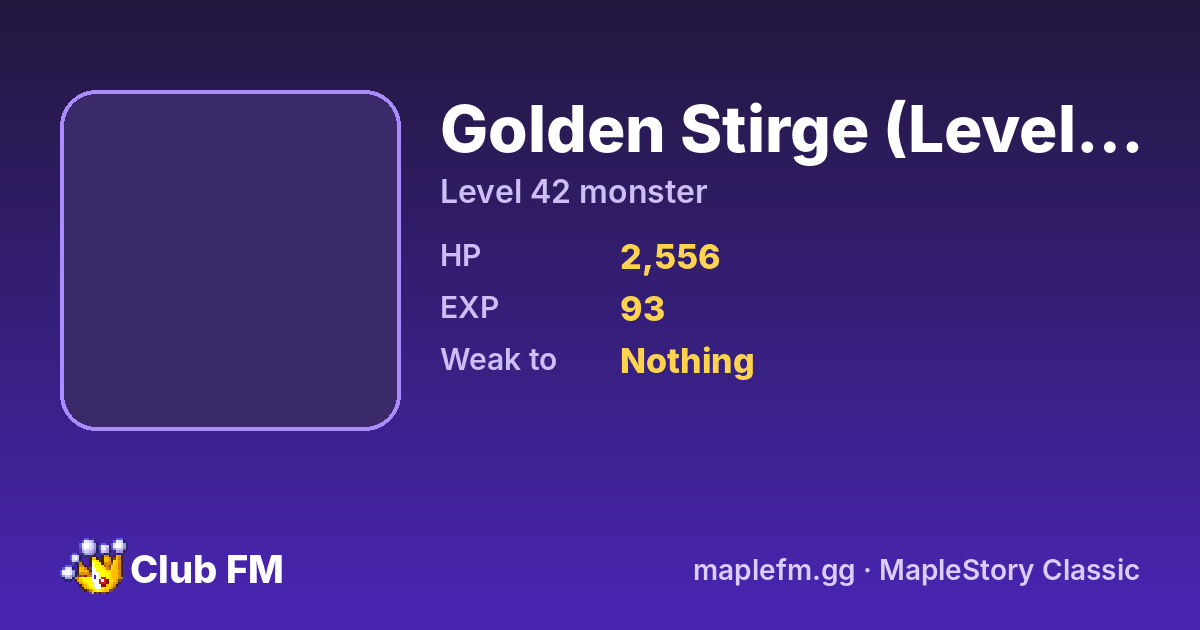 Golden Stirge (Level...
Level 42 monster
HP 2,556
EXP 93
Weak to Nothing
Club FM
maplefm.gg · MapleStory Classic